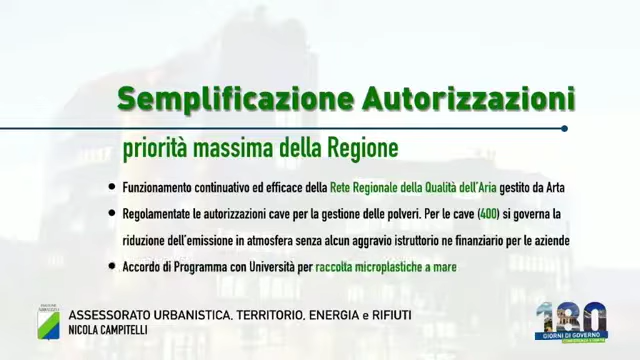 Semplificazione Autorizzazioni
priorità massima della Regione
• Funzionamento continuativo ed efficace della Rete Regionale della Qualità dell'Aria gestito da Arta
• Regolamentate le autorizzazioni cave per la gestione delle polveri. Per le cave (400) si governa la
riduzione dell'emissione in atmosfera senza alcun aggravio istruttorio ne finanziario per le aziende
• Accordo di Programma con Università per raccolta microplastiche a mare
ASSESSORATO URBANISTICA, TERRITORIO, ENERGIA e RIFIUTI
NICOLA CAMPITELLI
180
GIORNI DI GOVERNO